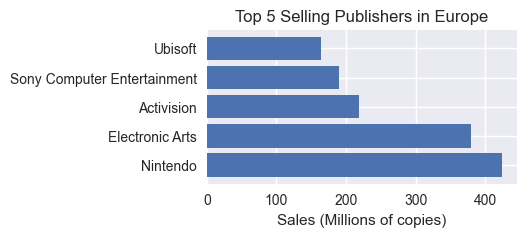 Top 5 Selling Publishers in Europe
Ubisoft
Sony Computer Entertainment
Activision
Electronic Arts
Nintendo
0 100 200 300 400
Sales (Millions of copies)